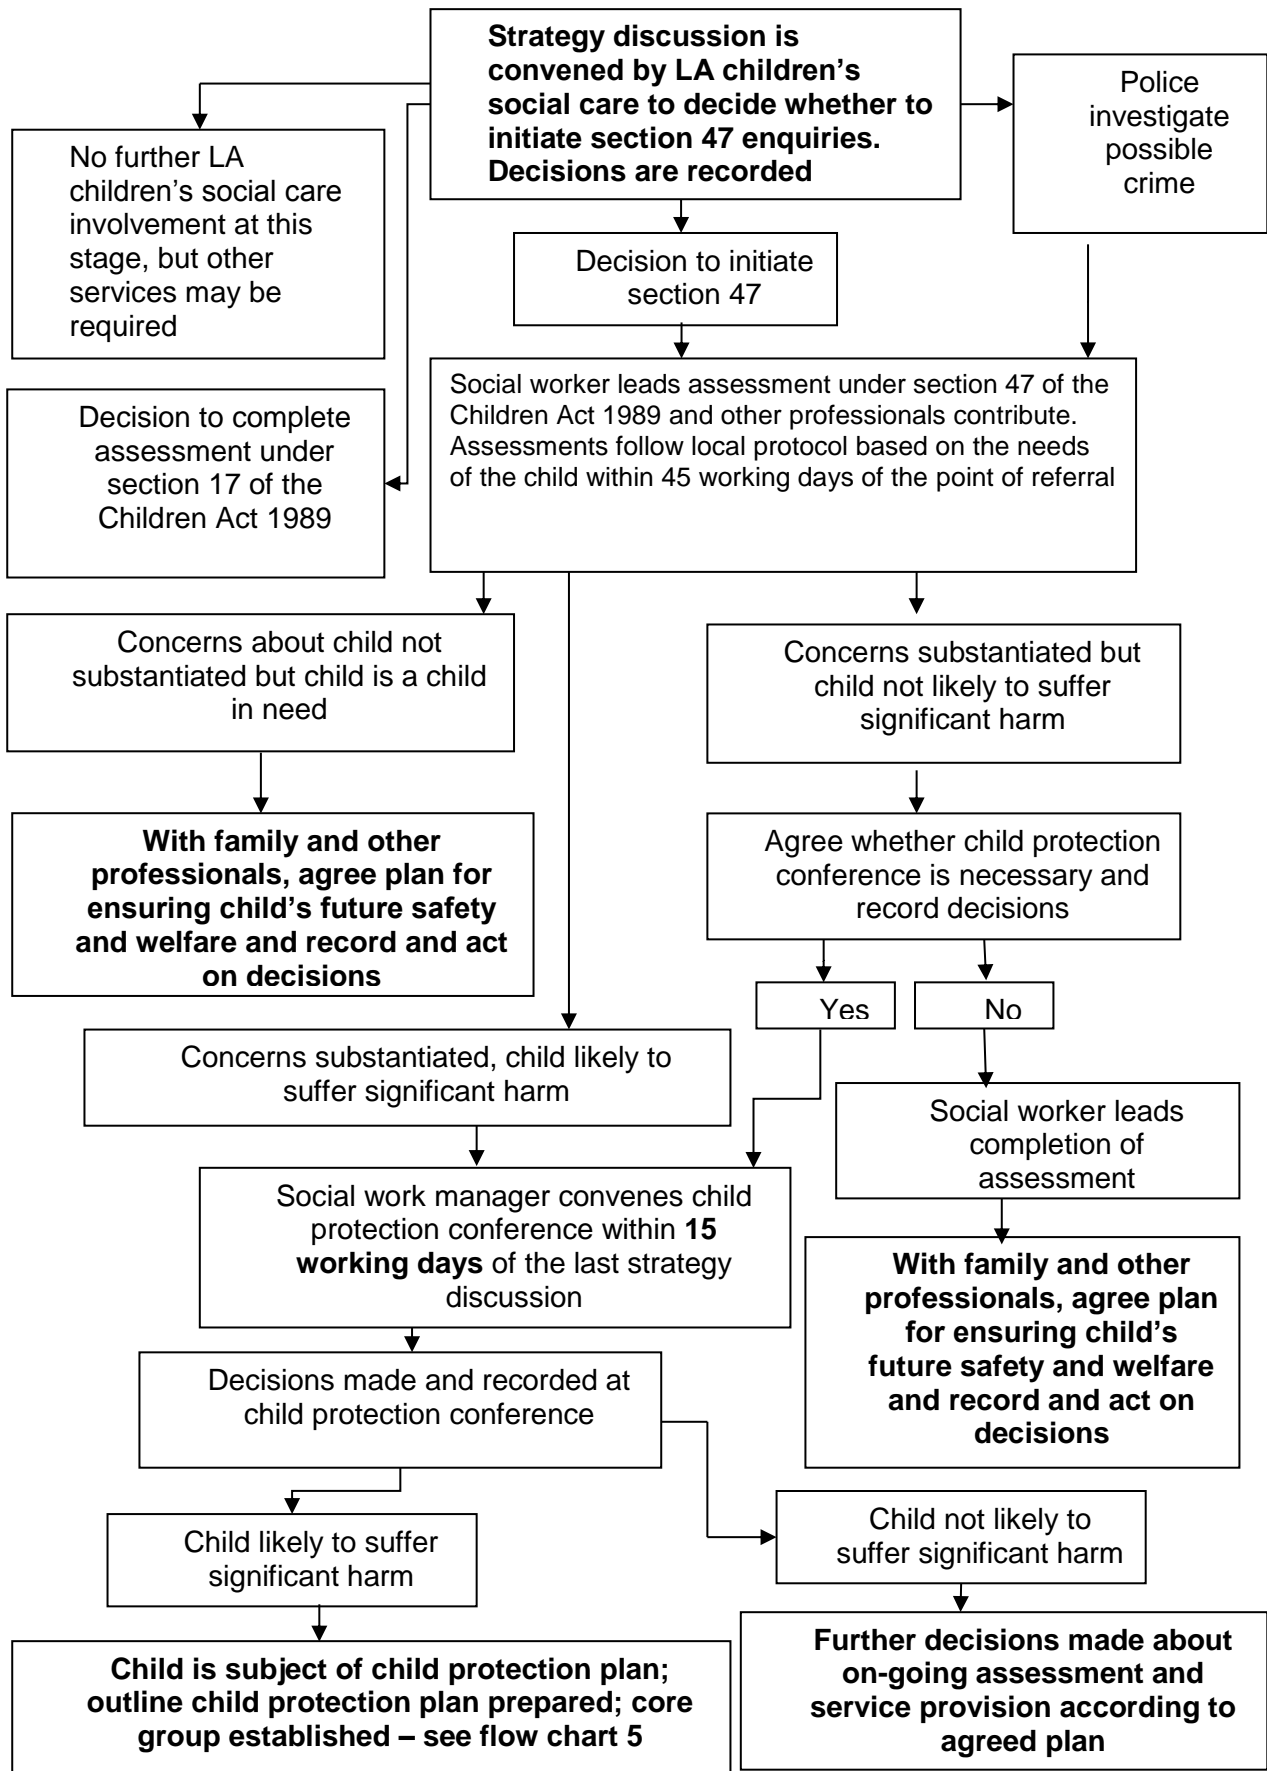 Strategy discussion is
convened by LA children’s
social care to decide whether to
initiate section 47 enquiries.
Decisions are recorded
Police
investigate
possible
crime
No further LA
children’s social care
involvement at this
stage, but other
services may be
required
Decision to initiate
section 47
Decision to complete
assessment under
section 17 of the
Children Act 1989
Social worker leads assessment under section 47 of the
Children Act 1989 and other professionals contribute.
Assessments follow local protocol based on the needs
of the child within 45 working days of the point of referral
Concerns about child not
substantiated but child is a child
in need
Concerns substantiated but
child not likely to suffer
significant harm
With family and other
professionals, agree plan for
ensuring child’s future safety
and welfare and record and act
on decisions
Agree whether child protection
conference is necessary and
record decisions
Yes
No
Concerns substantiated, child likely to
suffer significant harm
Social worker leads
completion of
assessment
Social work manager convenes child
protection conference within 15
working days of the last strategy
discussion
With family and other
professionals, agree plan
for ensuring child’s
future safety and welfare
and record and act on
decisions
Decisions made and recorded at
child protection conference
Child likely to suffer
significant harm
Child not likely to
suffer significant harm
Child is subject of child protection plan;
outline child protection plan prepared; core
group established – see flow chart 5
Further decisions made about
on-going assessment and
service provision according to
agreed plan